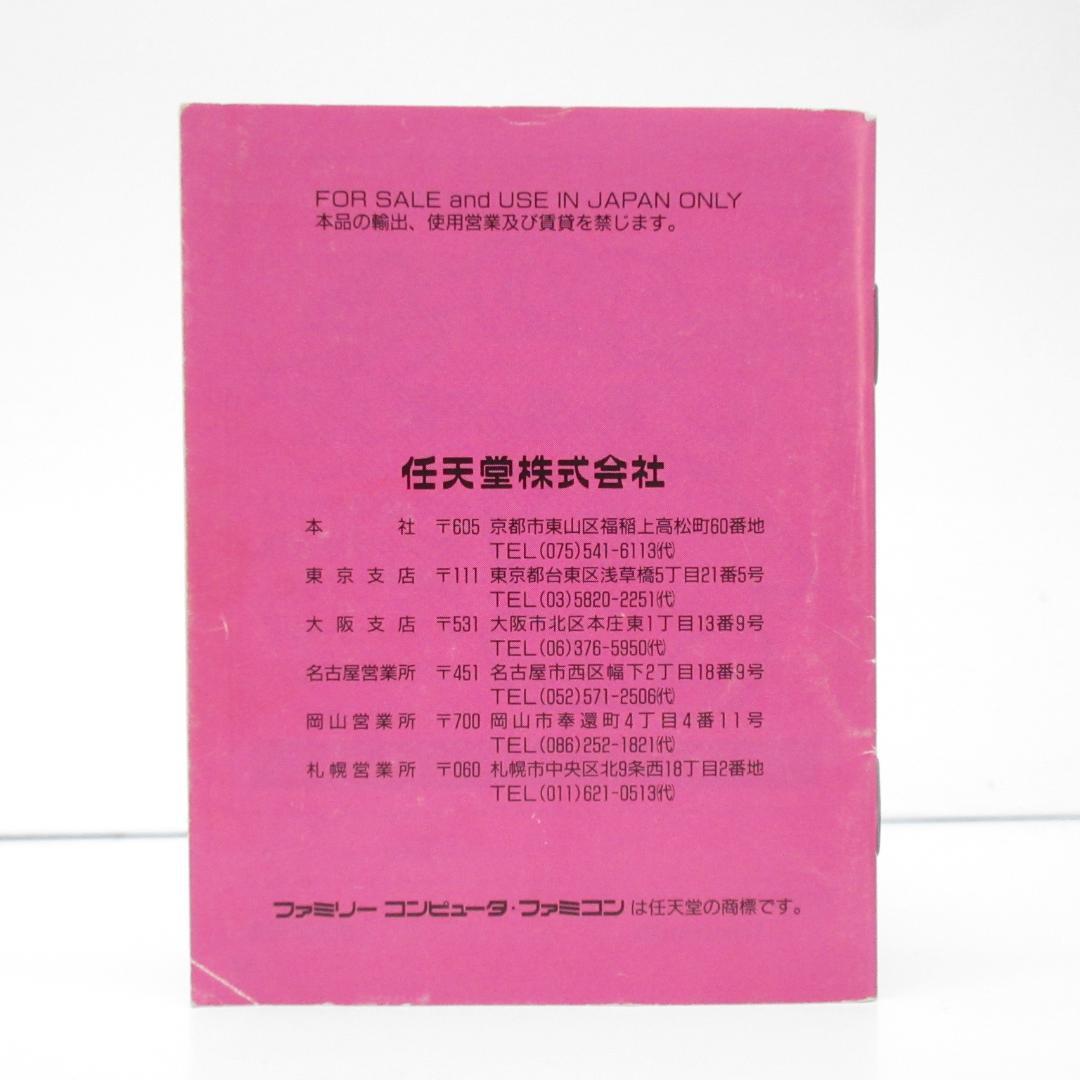 FOR SALE and USE IN JAPAN ONLY
本品の輸出、使用営業及び賃貸を禁じます。
任天堂株式会社
本社 〒605 京都市東山区福稲上高松町60番地
TEL(075)541-6113(代)
東京支店 〒111 東京都台東区浅草橋5丁目21番5号
TEL(03)5820-2251(代)
大阪支店 〒531 大阪市北区本庄東1丁目13番9号
TEL(06)376-5950(代)
名古屋営業所 〒451 名古屋市西区幅下2丁目18番9号
TEL(052)571-2506(代)
岡山営業所 〒700 岡山市奉還町4丁目4番11号
TEL(086)252-1821(代)
札幌営業所 〒060 札幌市中央区北9条西18丁目2番地
TEL(011)621-0513(代)
ファミリーコンピュータ・ファミコンは任天堂の商標です。